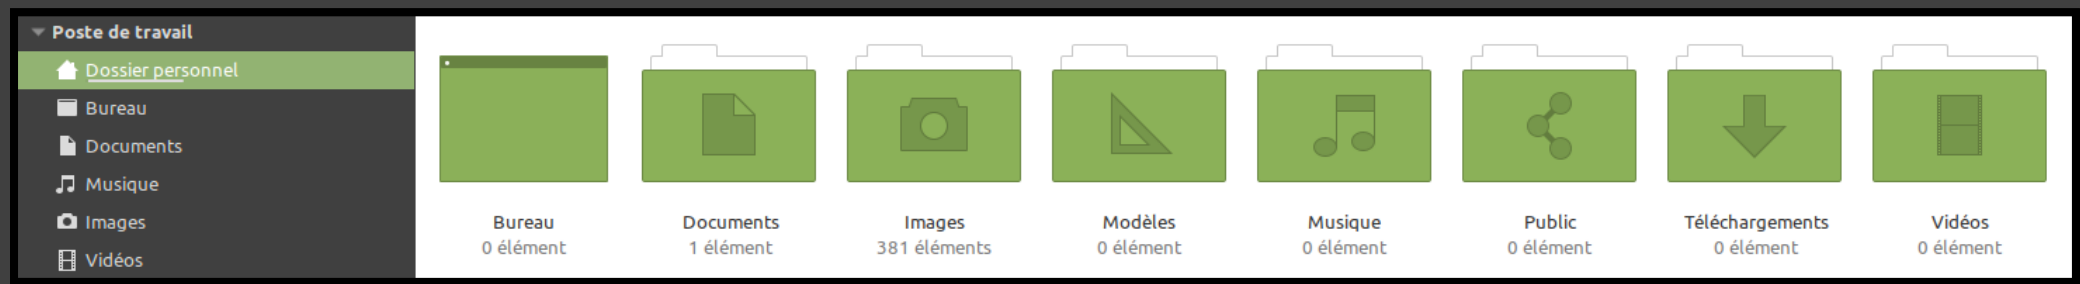 Poste de travail
Dossier personnel
Bureau
Documents
Musique
Images
Vidéos
Bureau
0 élément
Documents
1 élément
Images
381 éléments
Modèles
0 élément
Musique
0 élément
Public
0 élément
Téléchargements
0 élément
Vidéos
0 élément